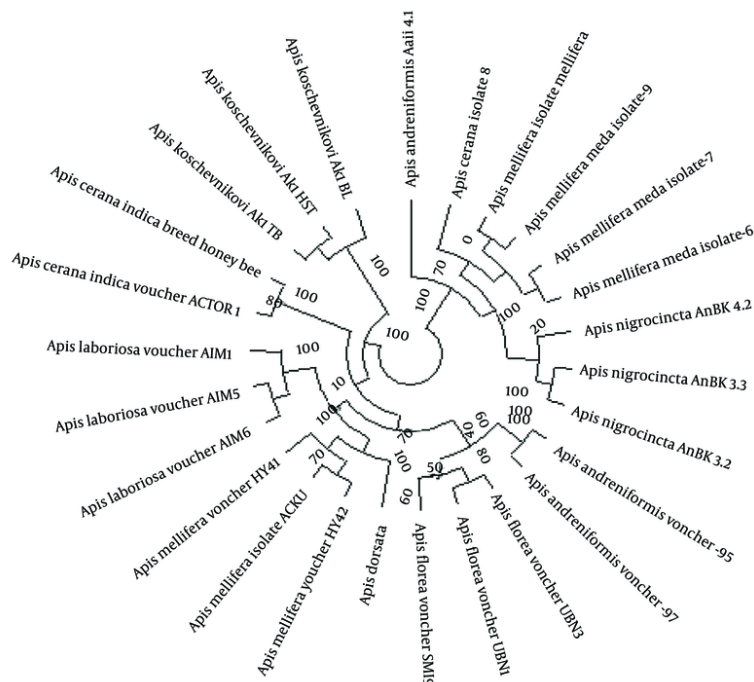 Apis andreniformis Aaii 4.1
Apis cerana isolate 8
Apis mellifera isolate mellifera
Apis mellifera meda isolate-9
Apis mellifera meda isolate-7
Apis mellifera meda isolate-6
Apis nigrocincta AnBK 4.2
Apis nigrocincta AnBK 3.3
Apis nigrocincta AnBK 3.2
Apis andreniformis voncher -95
Apis andreniformis voncher -97
Apis florea voncher UBN3
Apis florea voncher UBN1
Apis florea voncher SMI9
Apis dorsata
Apis mellifera youcher HY42
Apis mellifera isolate ACKU
Apis mellifera voncher HY41
Apis laboriosa voucher AIM6
Apis laboriosa voucher AIM5
Apis laboriosa voucher AIM1
Apis cerana indica voucher ACTOR 1
Apis cerana indica breed honey bee
Apis koschevnikovi Ak1 TB
Apis koschevnikovi Ak1 HST
Apis koschevnikovi Ak1 BL
100
70
0
100
20
100
100
100
60
40
80
50
60
100
70
70
100
10
100
80
100
100
100